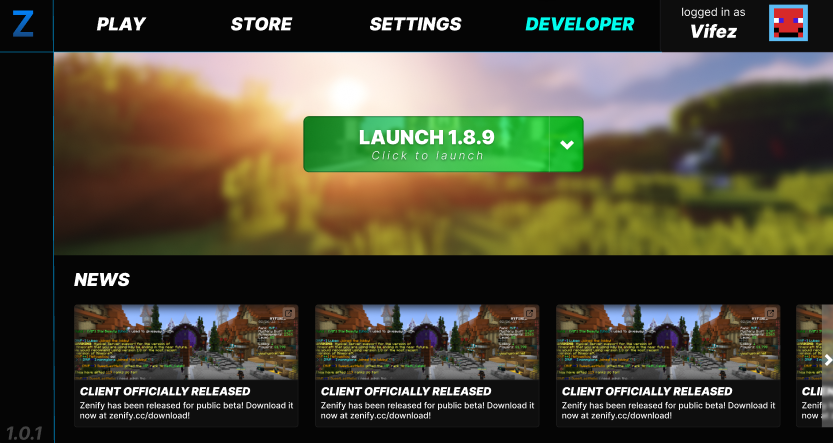 Z
PLAY STORE SETTINGS DEVELOPER
logged in as
Vifez
LAUNCH 1.8.9
Click to launch
NEWS
CLIENT OFFICIALLY RELEASED
Zenify has been released for public beta! Download it
now at zenify.cc/download!
CLIENT OFFICIALLY RELEASED
Zenify has been released for public beta! Download it
now at zenify.cc/download!
CLIENT OFFICIALLY RELEASED
Zenify has been released for public beta! Download it
now at zenify.cc/download!
1.0.1